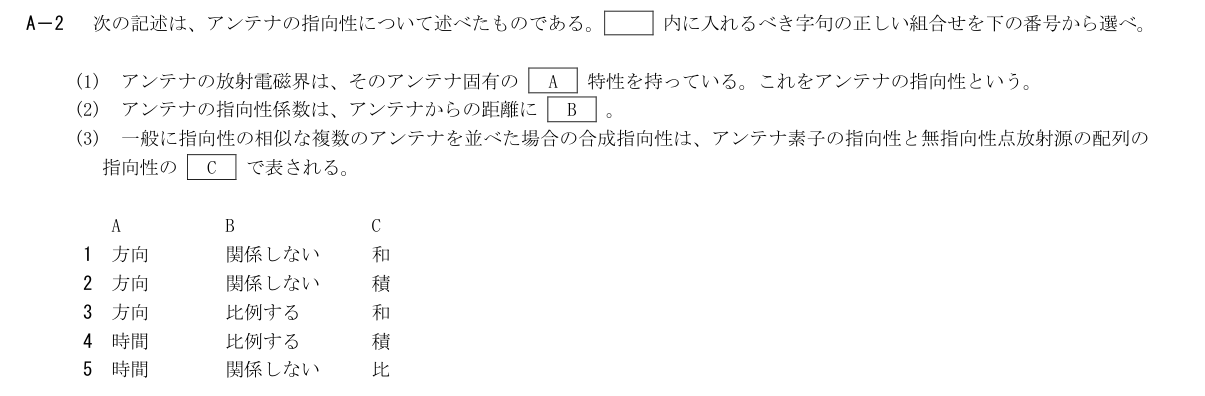 A－2　次の記述は、アンテナの指向性について述べたものである。　　　内に入れるべき字句の正しい組合せを下の番号から選べ。
(1)　アンテナの放射電磁界は、そのアンテナ固有の　A　特性を持っている。これをアンテナの指向性という。
(2)　アンテナの指向性係数は、アンテナからの距離に　B　。
(3)　一般に指向性の相似な複数のアンテナを並べた場合の合成指向性は、アンテナ素子の指向性と無指向性点放射源の配列の
指向性の　C　で表される。
A　B　C
1　方向　関係しない　和
2　方向　関係しない　積
3　方向　比例する　和
4　時間　比例する　積
5　時間　関係しない　比